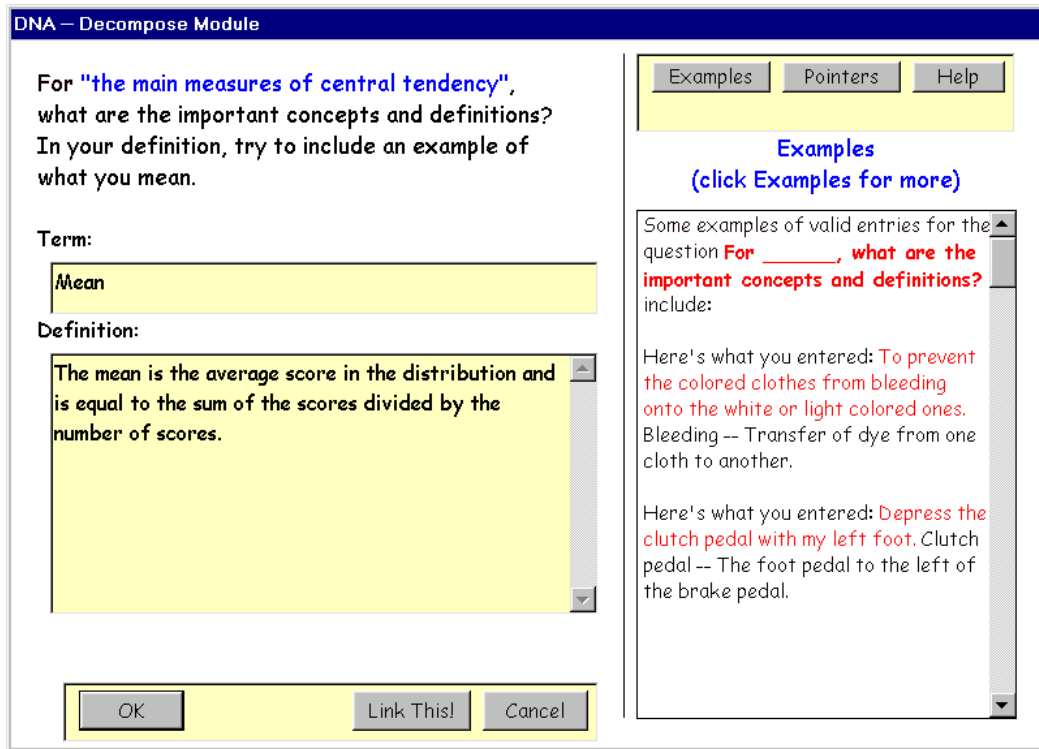 DNA — Decompose Module
For "the main measures of central tendency",
what are the important concepts and definitions?
In your definition, try to include an example of
what you mean.
Term:
Mean
Definition:
The mean is the average score in the distribution and
is equal to the sum of the scores divided by the
number of scores.
OK
Link This!
Cancel
Examples
Pointers
Help
Examples
(click Examples for more)
Some examples of valid entries for the
question For ______, what are the
important concepts and definitions?
include:
Here's what you entered: To prevent
the colored clothes from bleeding
onto the white or light colored ones.
Bleeding -- Transfer of dye from one
cloth to another.
Here's what you entered: Depress the
clutch pedal with my left foot. Clutch
pedal -- The foot pedal to the left of
the brake pedal.